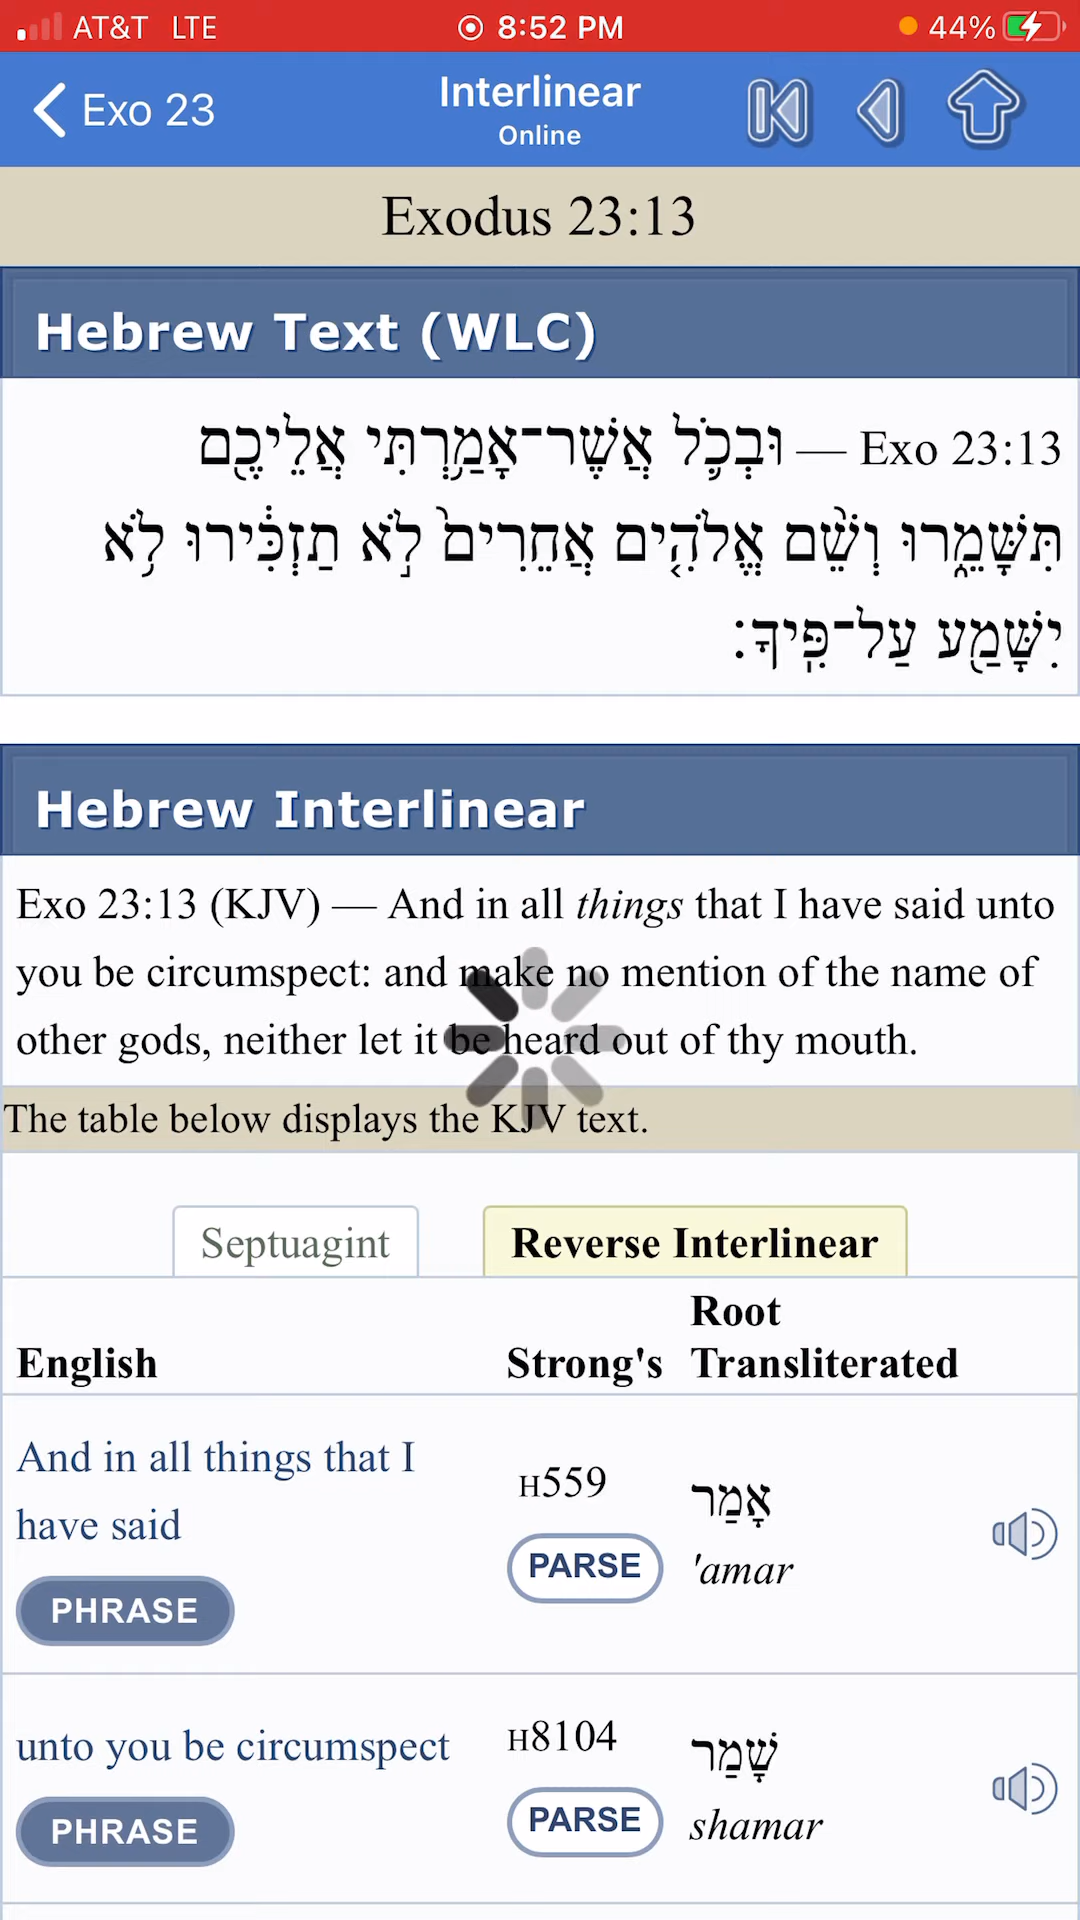 AT&T LTE 8:52 PM 44%
Exo 23 Interlinear
Online
Exodus 23:13
Hebrew Text (WLC)
Exo 23:13 — וּבְכֹ֛ל אֲשֶׁר־אָמַ֥רְתִּי אֲלֵיכֶ֖ם
תִּשָּׁמֵ֑רוּ וְשֵׁ֨ם אֱלֹהִ֤ים אֲחֵרִים֙ לֹ֣א תַזְכִּ֔ירוּ לֹ֥א
יִשָּׁמַ֖ע עַל־פִּֽיךָ׃
Hebrew Interlinear
Exo 23:13 (KJV) — And in all things that I have said unto
you be circumspect: and make no mention of the name of
other gods, neither let it be heard out of thy mouth.
The table below displays the KJV text.
Septuagint Reverse Interlinear
English Strong's Root
Transliterated
And in all things that I
have said
PHRASE
H559
PARSE
אָמַר
'amar
unto you be circumspect
PHRASE
H8104
PARSE
שָׁמַר
shamar